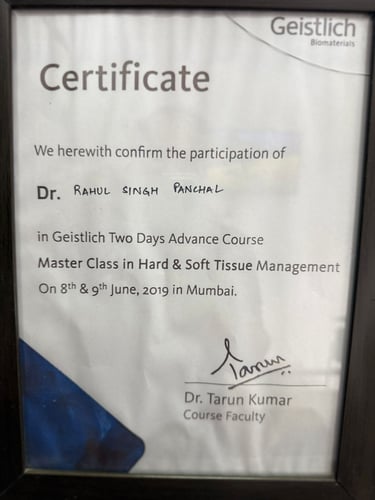 Geistlich
Biomaterials
Certificate
We herewith confirm the participation of
Dr. RAHUL SINGH PANCHAL
in Geistlich Two Days Advance Course
Master Class in Hard & Soft Tissue Management
On 8th & 9th June, 2019 in Mumbai.
Tarun
Dr. Tarun Kumar
Course Faculty